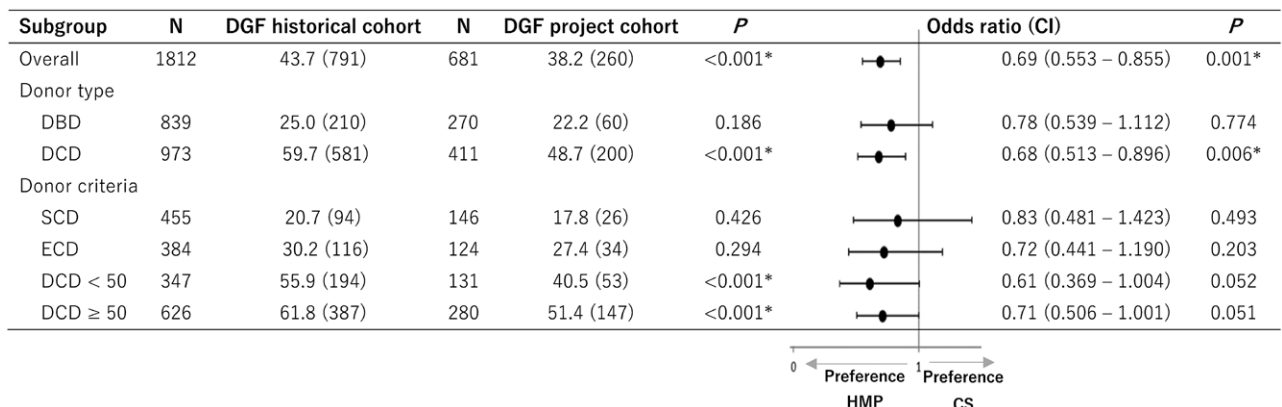 Subgroup N DGF historical cohort N DGF project cohort P Odds ratio (CI) P
Overall 1812 43.7 (791) 681 38.2 (260) <0.001* 0.69 (0.553 – 0.855) 0.001*
Donor type
DBD 839 25.0 (210) 270 22.2 (60) 0.186 0.78 (0.539 – 1.112) 0.774
DCD 973 59.7 (581) 411 48.7 (200) <0.001* 0.68 (0.513 – 0.896) 0.006*
Donor criteria
SCD 455 20.7 (94) 146 17.8 (26) 0.426 0.83 (0.481 – 1.423) 0.493
ECD 384 30.2 (116) 124 27.4 (34) 0.294 0.72 (0.441 – 1.190) 0.203
DCD < 50 347 55.9 (194) 131 40.5 (53) <0.001* 0.61 (0.369 – 1.004) 0.052
DCD ≥ 50 626 61.8 (387) 280 51.4 (147) <0.001* 0.71 (0.506 – 1.001) 0.051
0 1
Preference Preference
HMP CS